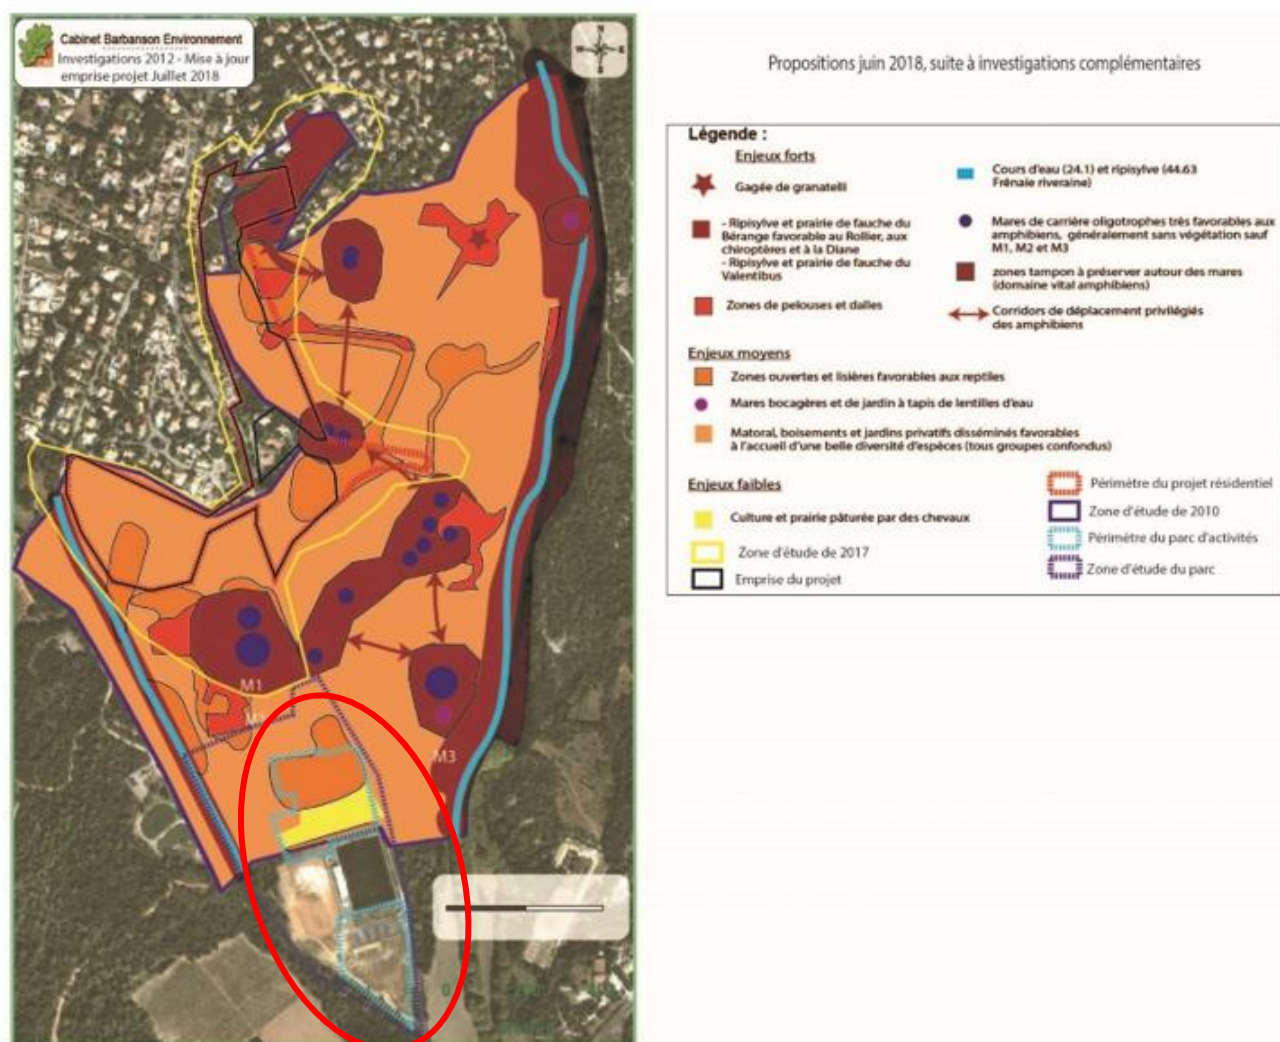 Cabinet Barbanson Environnement
Investigations 2012 - Mise à jour
emprise projet Juillet 2018
Propositions juin 2018, suite à investigations complémentaires
Légende :
Enjeux forts
Gagée de granatelli
- Ripisylve et prairie de fauche du
Bérange favorable au Rollier, aux
chiroptères et à la Diane
- Ripisylve et prairie de fauche du
Valentibus
Zones de pelouses et dalles
Cours d'eau (24.1) et ripisylve (44.63
Frênaie riveraine)
Mares de carrière oligotrophes très favorables aux
amphibiens, généralement sans végétation sauf
M1, M2 et M3
zones tampon à préserver autour des mares
(domaine vital amphibiens)
Corridors de déplacement privilégiés
des amphibiens
Enjeux moyens
Zones ouvertes et lisières favorables aux reptiles
Mares bocagères et de jardin à tapis de lentilles d'eau
Matoral, boisements et jardins privatifs disséminés favorables
à l'accueil d'une belle diversité d'espèces (tous groupes confondus)
Enjeux faibles
Culture et prairie pâturée par des chevaux
Zone d'étude de 2017
Emprise du projet
Périmètre du projet résidentiel
Zone d'étude de 2010
Périmètre du parc d'activités
Zone d'étude du parc
M1
M3
0